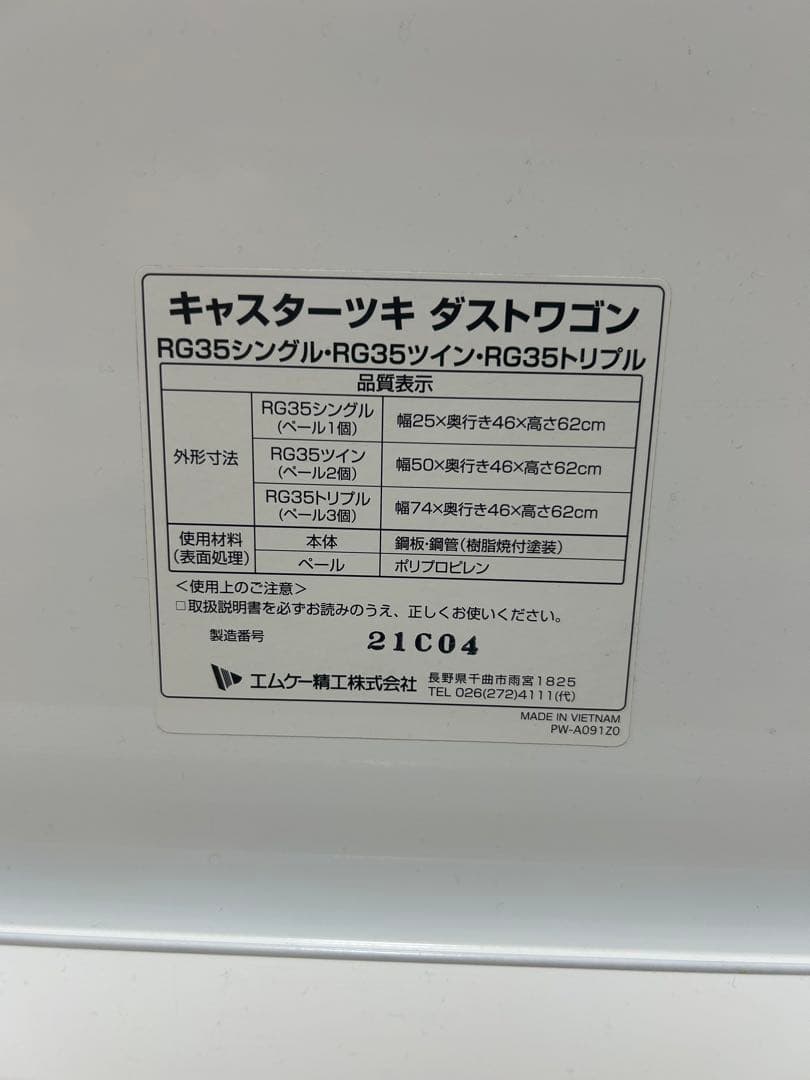 キャスターツキ ダストワゴン
RG35シングル・RG35ツイン・RG35トリプル
品質表示
外形寸法
RG35シングル
(ペール1個)
幅25×奥行き46×高さ62cm
RG35ツイン
(ペール2個)
幅50×奥行き46×高さ62cm
RG35トリプル
(ペール3個)
幅74×奥行き46×高さ62cm
使用材料
(表面処理)
本体
鋼板・鋼管(樹脂焼付塗装)
ペール
ポリプロピレン
<使用上のご注意>
□取扱説明書を必ずお読みのうえ、正しくお使いください。
製造番号 21C04
エムケー精工株式会社
長野県千曲市雨宮1825
TEL 026(272)4111(代)
MADE IN VIETNAM
PW-A091Z0